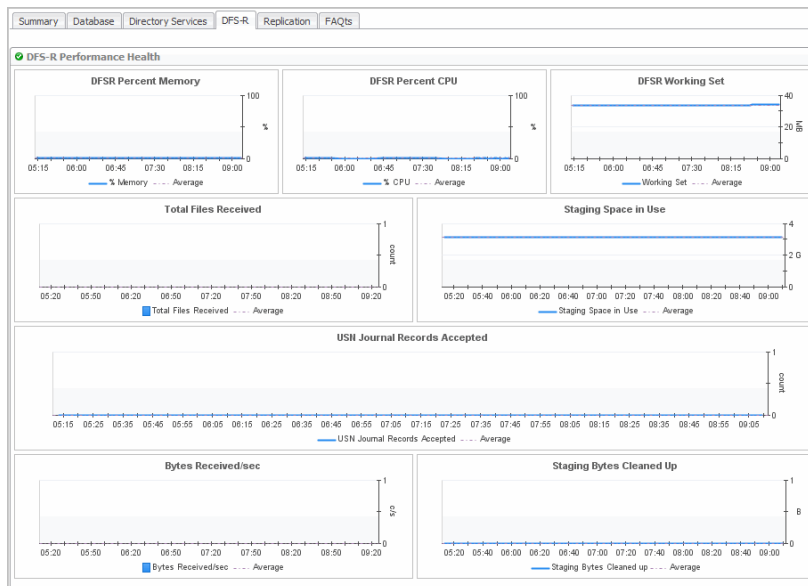 Summary Database Directory Services DFS-R Replication FAQts
DFS-R Performance Health
DFSR Percent Memory
100
%
0
05:15 06:00 06:45 07:30 08:15 09:00
% Memory Average
DFSR Percent CPU
100
%
0
05:15 06:00 06:45 07:30 08:15 09:00
% CPU Average
DFSR Working Set
40
20
MB
0
05:15 06:00 06:45 07:30 08:15 09:00
Working Set Average
Total Files Received
1
count
0
05:20 05:50 06:20 06:50 07:20 07:50 08:20 08:50 09:20
Total Files Received Average
Staging Space in Use
4
2 G
0
05:20 05:40 06:00 06:20 06:40 07:00 07:20 07:40 08:00 08:20 08:40 09:00
Staging Space in Use Average
USN Journal Records Accepted
1
count
0
05:15 05:25 05:35 05:45 05:55 06:05 06:15 06:25 06:35 06:45 06:55 07:05 07:15 07:25 07:35 07:45 07:55 08:05 08:15 08:25 08:35 08:45 08:55 09:05
USN Journal Records Accepted Average
Bytes Received/sec
1
c/s
0
05:20 05:50 06:20 06:50 07:20 07:50 08:20 08:50 09:20
Bytes Received/sec Average
Staging Bytes Cleaned Up
1
B
0
05:20 05:40 06:00 06:20 06:40 07:00 07:20 07:40 08:00 08:20 08:40 09:00
Staging Bytes Cleaned up Average